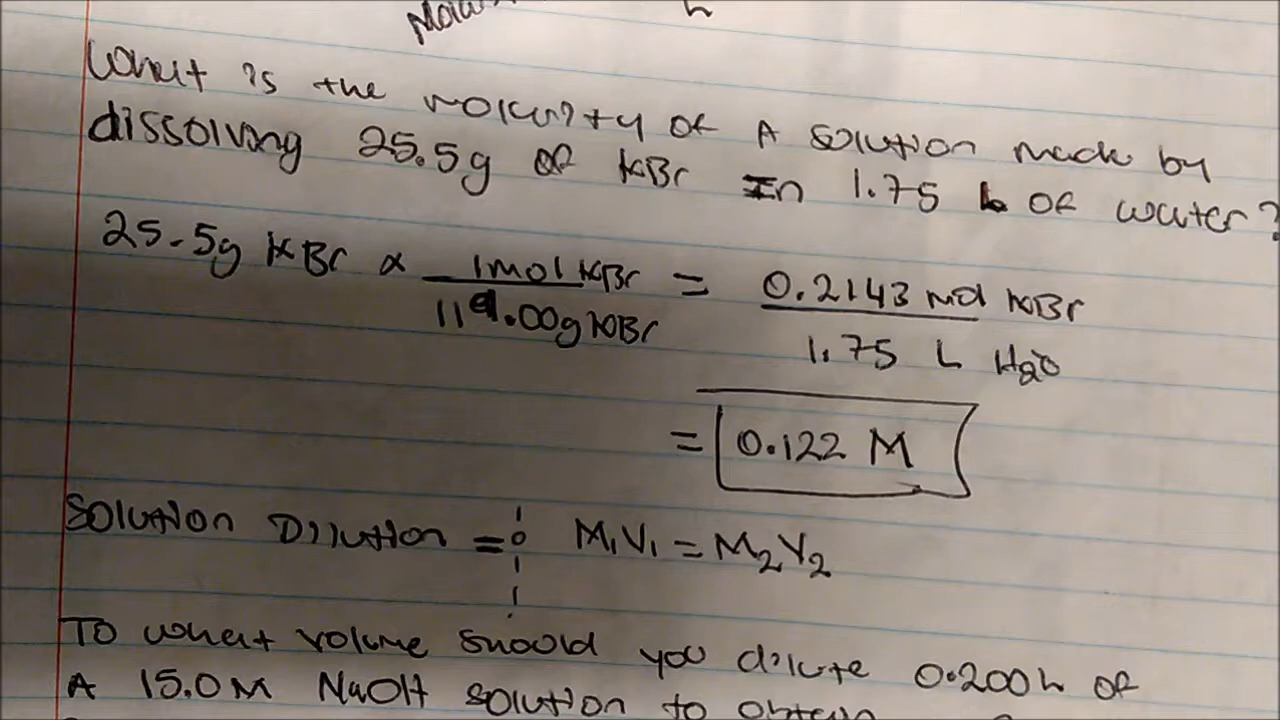 What is the molarity of A solution made by
dissolving 25.5g of KBr In 1.75 L of water?
25.5g KBr x 1mol KBr / 119.00g KBr = 0.2143 mol KBr / 1.75 L H2O
= 0.122 M
Solution Dilution = M1V1 = M2V2
To what volume should you dilute 0.200L of
A 15.0M NaOH solution to obtain